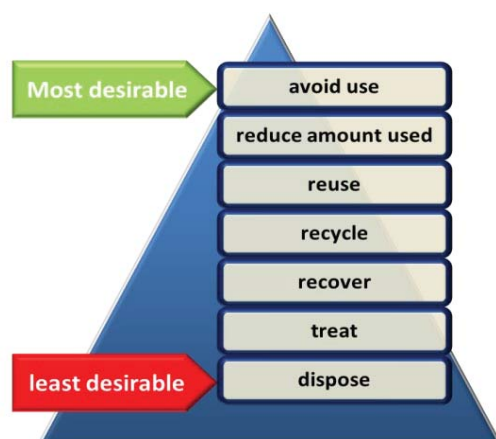 Most desirable
avoid use
reduce amount used
reuse
recycle
recover
treat
least desirable
dispose